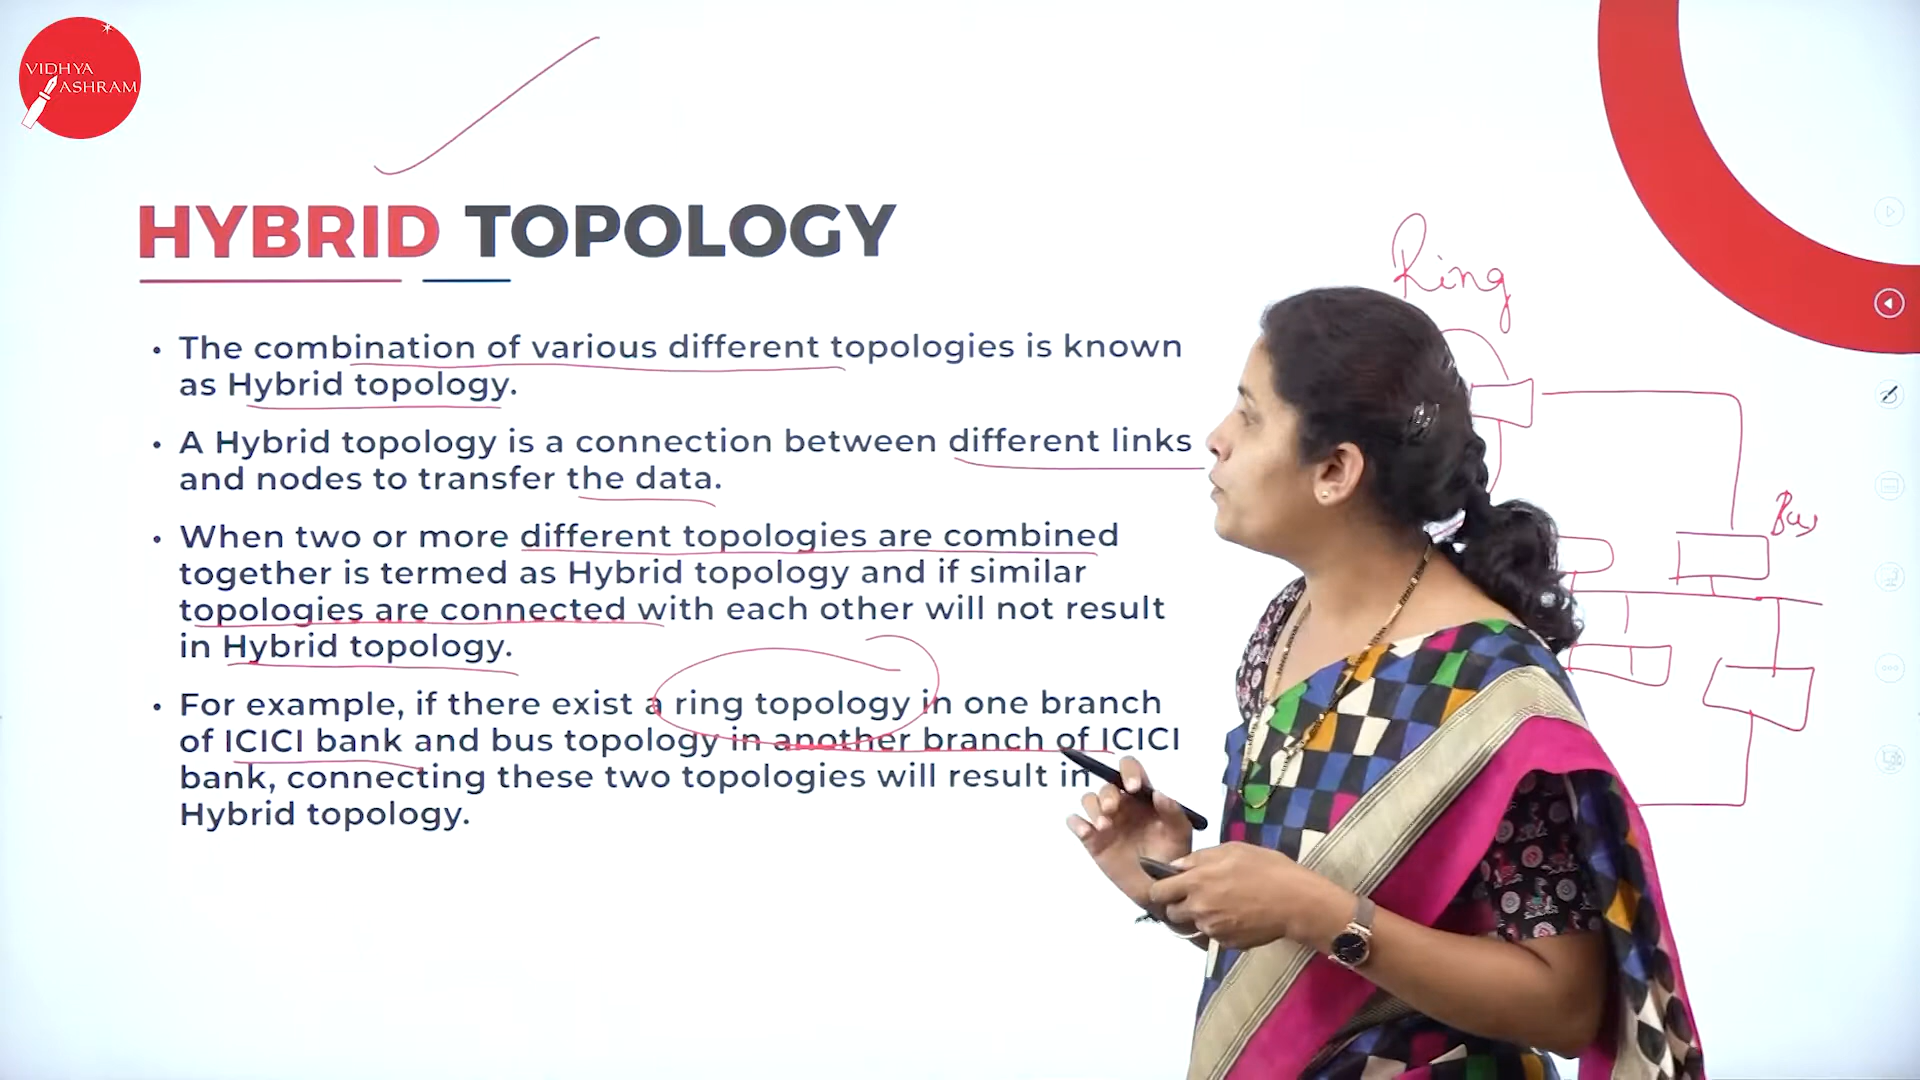 VIDHYA
ASHRAM
HYBRID TOPOLOGY
Ring
• The combination of various different topologies is known
as Hybrid topology.
• A Hybrid topology is a connection between different links
and nodes to transfer the data.
Bus
• When two or more different topologies are combined
together is termed as Hybrid topology and if similar
topologies are connected with each other will not result
in Hybrid topology.
• For example, if there exist a ring topology in one branch
of ICICI bank and bus topology in another branch of ICICI
bank, connecting these two topologies will result in
Hybrid topology.